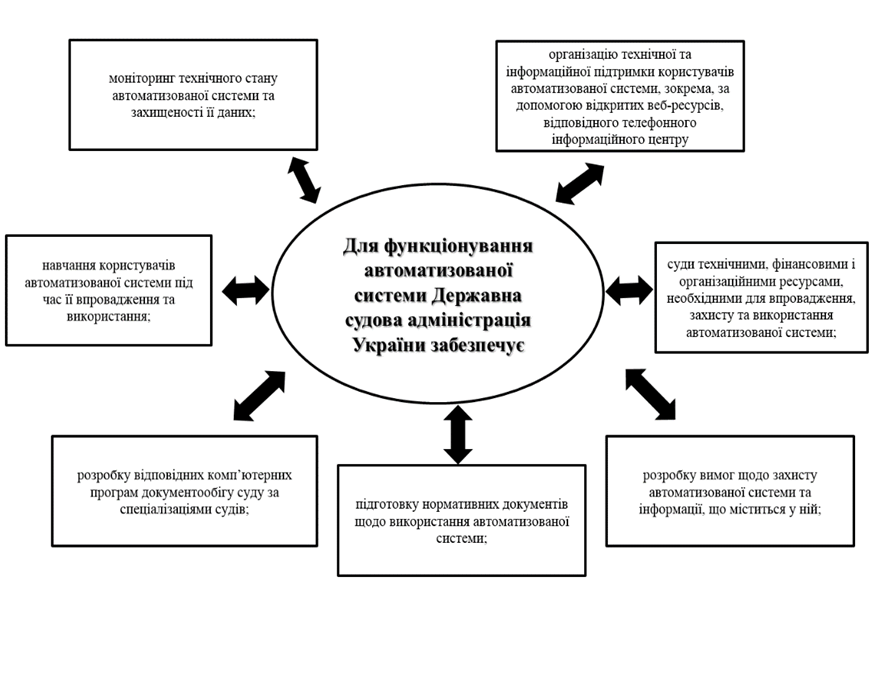 моніторинг технічного стану
автоматизованої системи та
захищеності її даних;
організацію технічної та
інформаційної підтримки користувачів
автоматизованої системи, зокрема, за
допомогою відкритих веб-ресурсів,
відповідного телефонного
інформаційного центру
навчання користувачів
автоматизованої системи під
час її впровадження та
використання;
Для функціонування
автоматизованої
системи Державна
судова адміністрація
України забезпечує
суди технічними, фінансовими і
організаційними ресурсами,
необхідними для впровадження,
захисту та використання
автоматизованої системи;
розробку відповідних комп’ютерних
програм документообігу суду за
спеціалізаціями судів;
підготовку нормативних документів
щодо використання автоматизованої
системи;
розробку вимог щодо захисту
автоматизованої системи та
інформації, що міститься у ній;